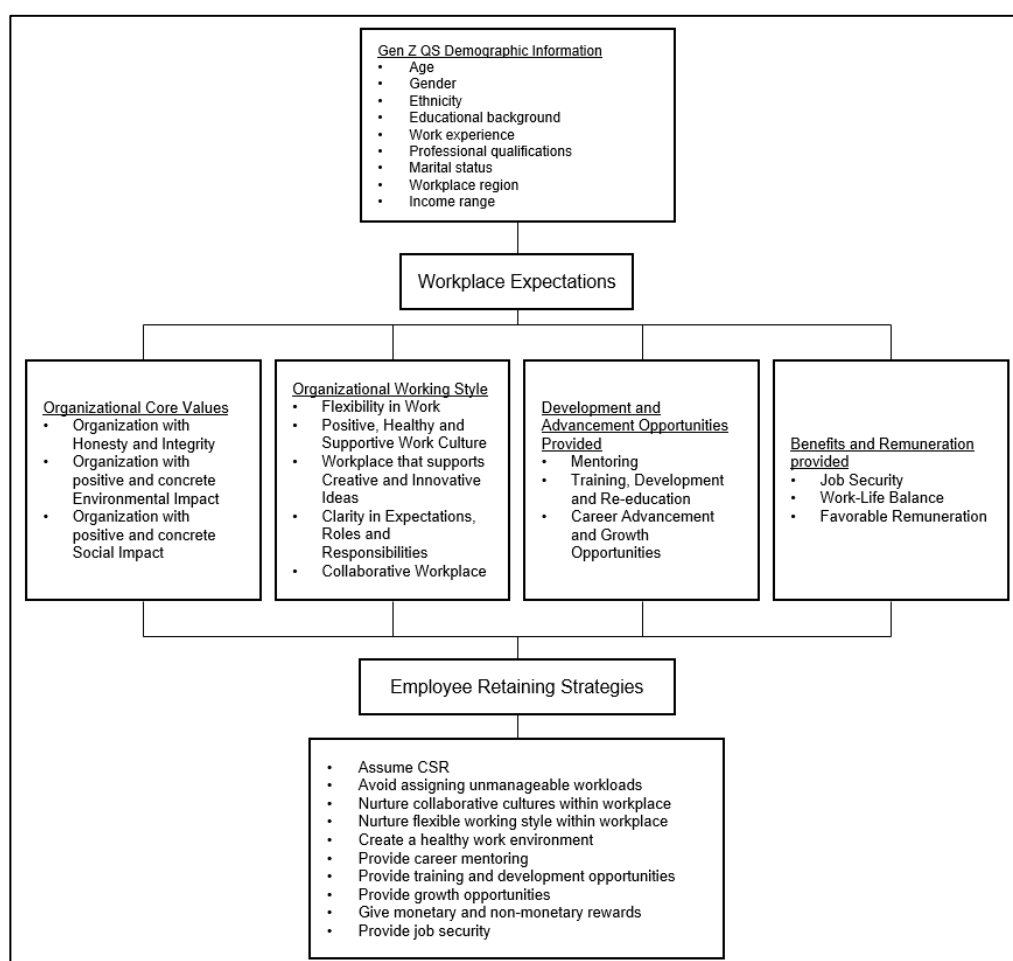 Gen Z QS Demographic Information
• Age
• Gender
• Ethnicity
• Educational background
• Work experience
• Professional qualifications
• Marital status
• Workplace region
• Income range
Workplace Expectations
Organizational Core Values
• Organization with
Honesty and Integrity
• Organization with
positive and concrete
Environmental Impact
• Organization with
positive and concrete
Social Impact
Organizational Working Style
• Flexibility in Work
• Positive, Healthy and
Supportive Work Culture
• Workplace that supports
Creative and Innovative
Ideas
• Clarity in Expectations,
Roles and
Responsibilities
• Collaborative Workplace
Development and
Advancement Opportunities
Provided
• Mentoring
• Training, Development
and Re-education
• Career Advancement
and Growth
Opportunities
Benefits and Remuneration
provided
• Job Security
• Work-Life Balance
• Favorable Remuneration
Employee Retaining Strategies
• Assume CSR
• Avoid assigning unmanageable workloads
• Nurture collaborative cultures within workplace
• Nurture flexible working style within workplace
• Create a healthy work environment
• Provide career mentoring
• Provide training and development opportunities
• Provide growth opportunities
• Give monetary and non-monetary rewards
• Provide job security